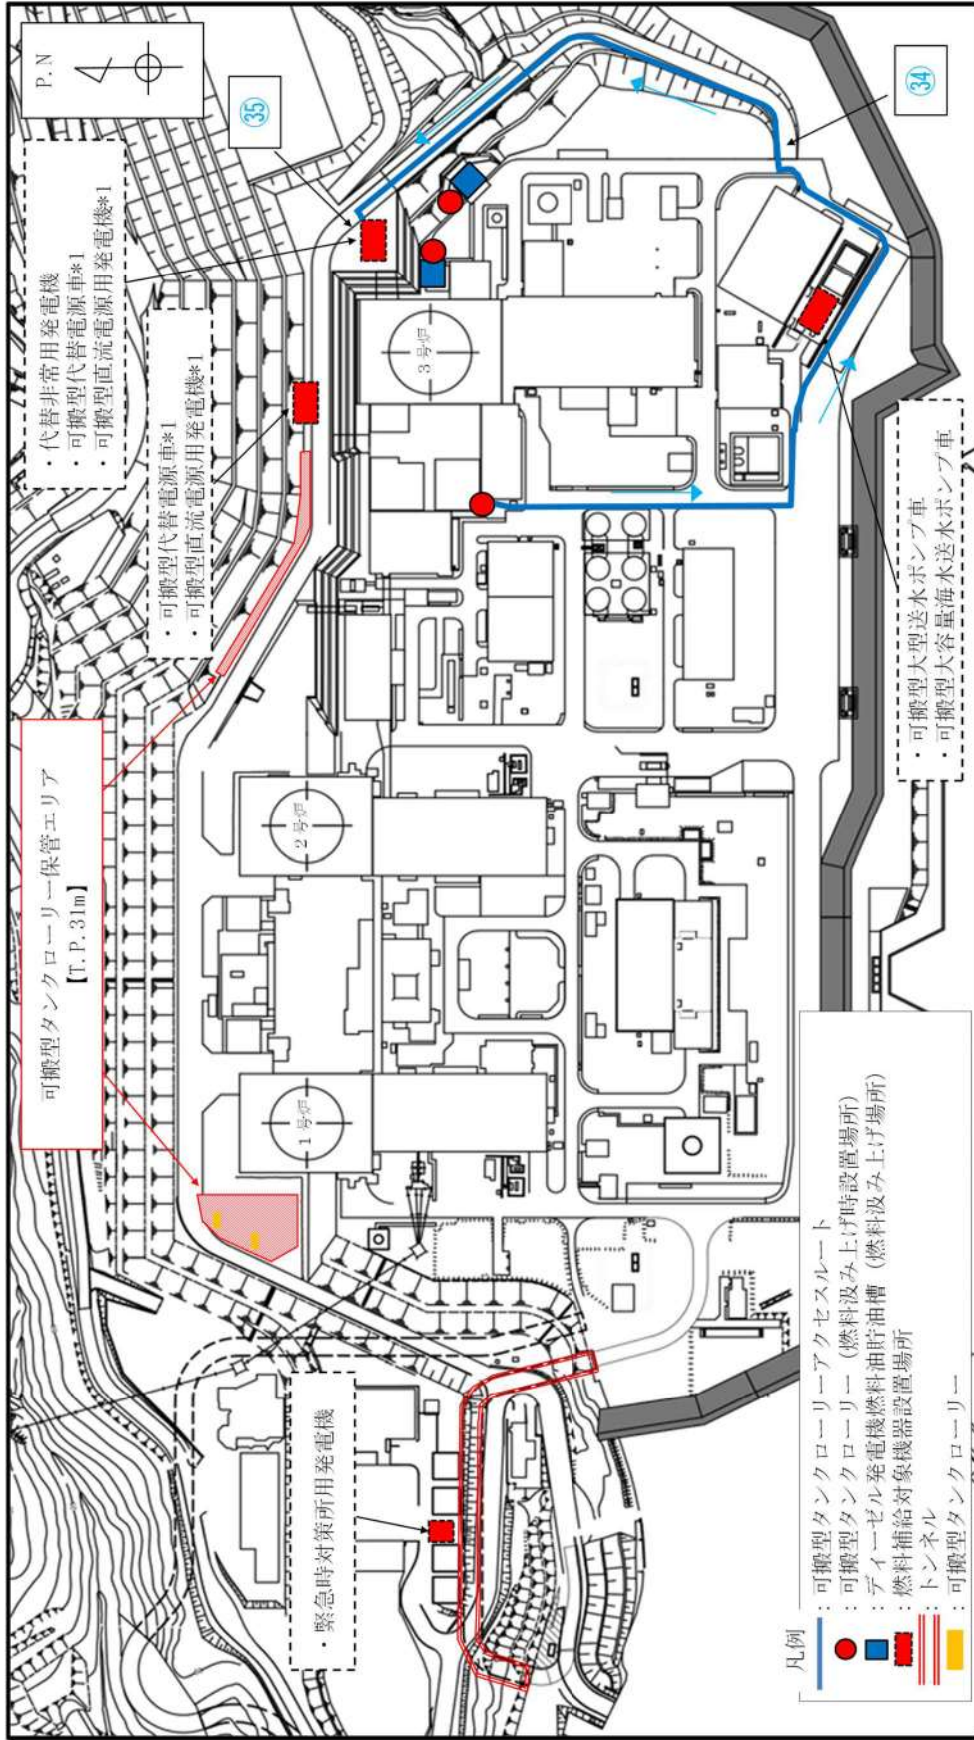 P.N
㉟
㉞
・代替非常用発電機
・可搬型代替電源車*1
・可搬型直流電源用発電機*1
・可搬型代替電源車*1
・可搬型直流電源用発電機*1
可搬型タンクローリー保管エリア
【T.P.31m】
・緊急時対策所用発電機
1号炉
2号炉
3号炉
・可搬型大型送水ポンプ車
・可搬型大容量海水送水ポンプ車
凡例
：可搬型タンクローリーアクセスルート
：可搬型タンクローリー（燃料汲み上げ時設置場所）
：ディーゼル発電機燃料油貯油槽（燃料汲み上げ場所）
：燃料補給対象機器設置場所
：トンネル
：可搬型タンクローリー